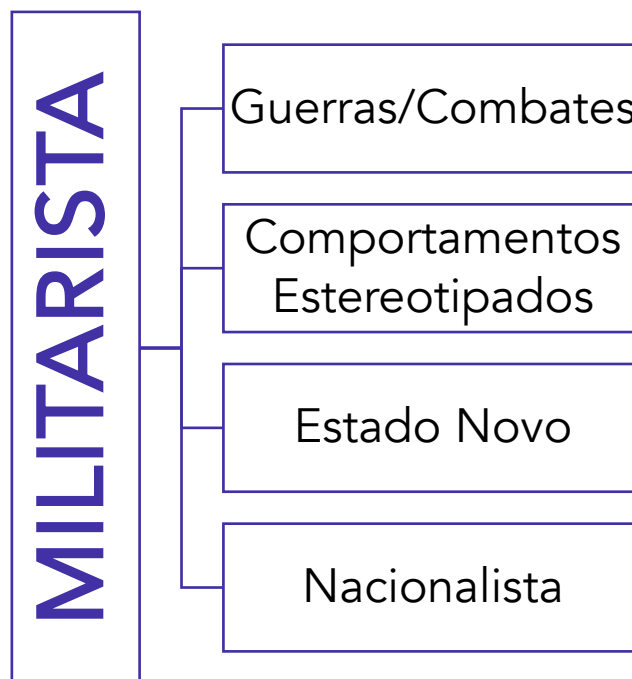 MILITARISTA
Guerras/Combates
Comportamentos
Estereotipados
Estado Novo
Nacionalista